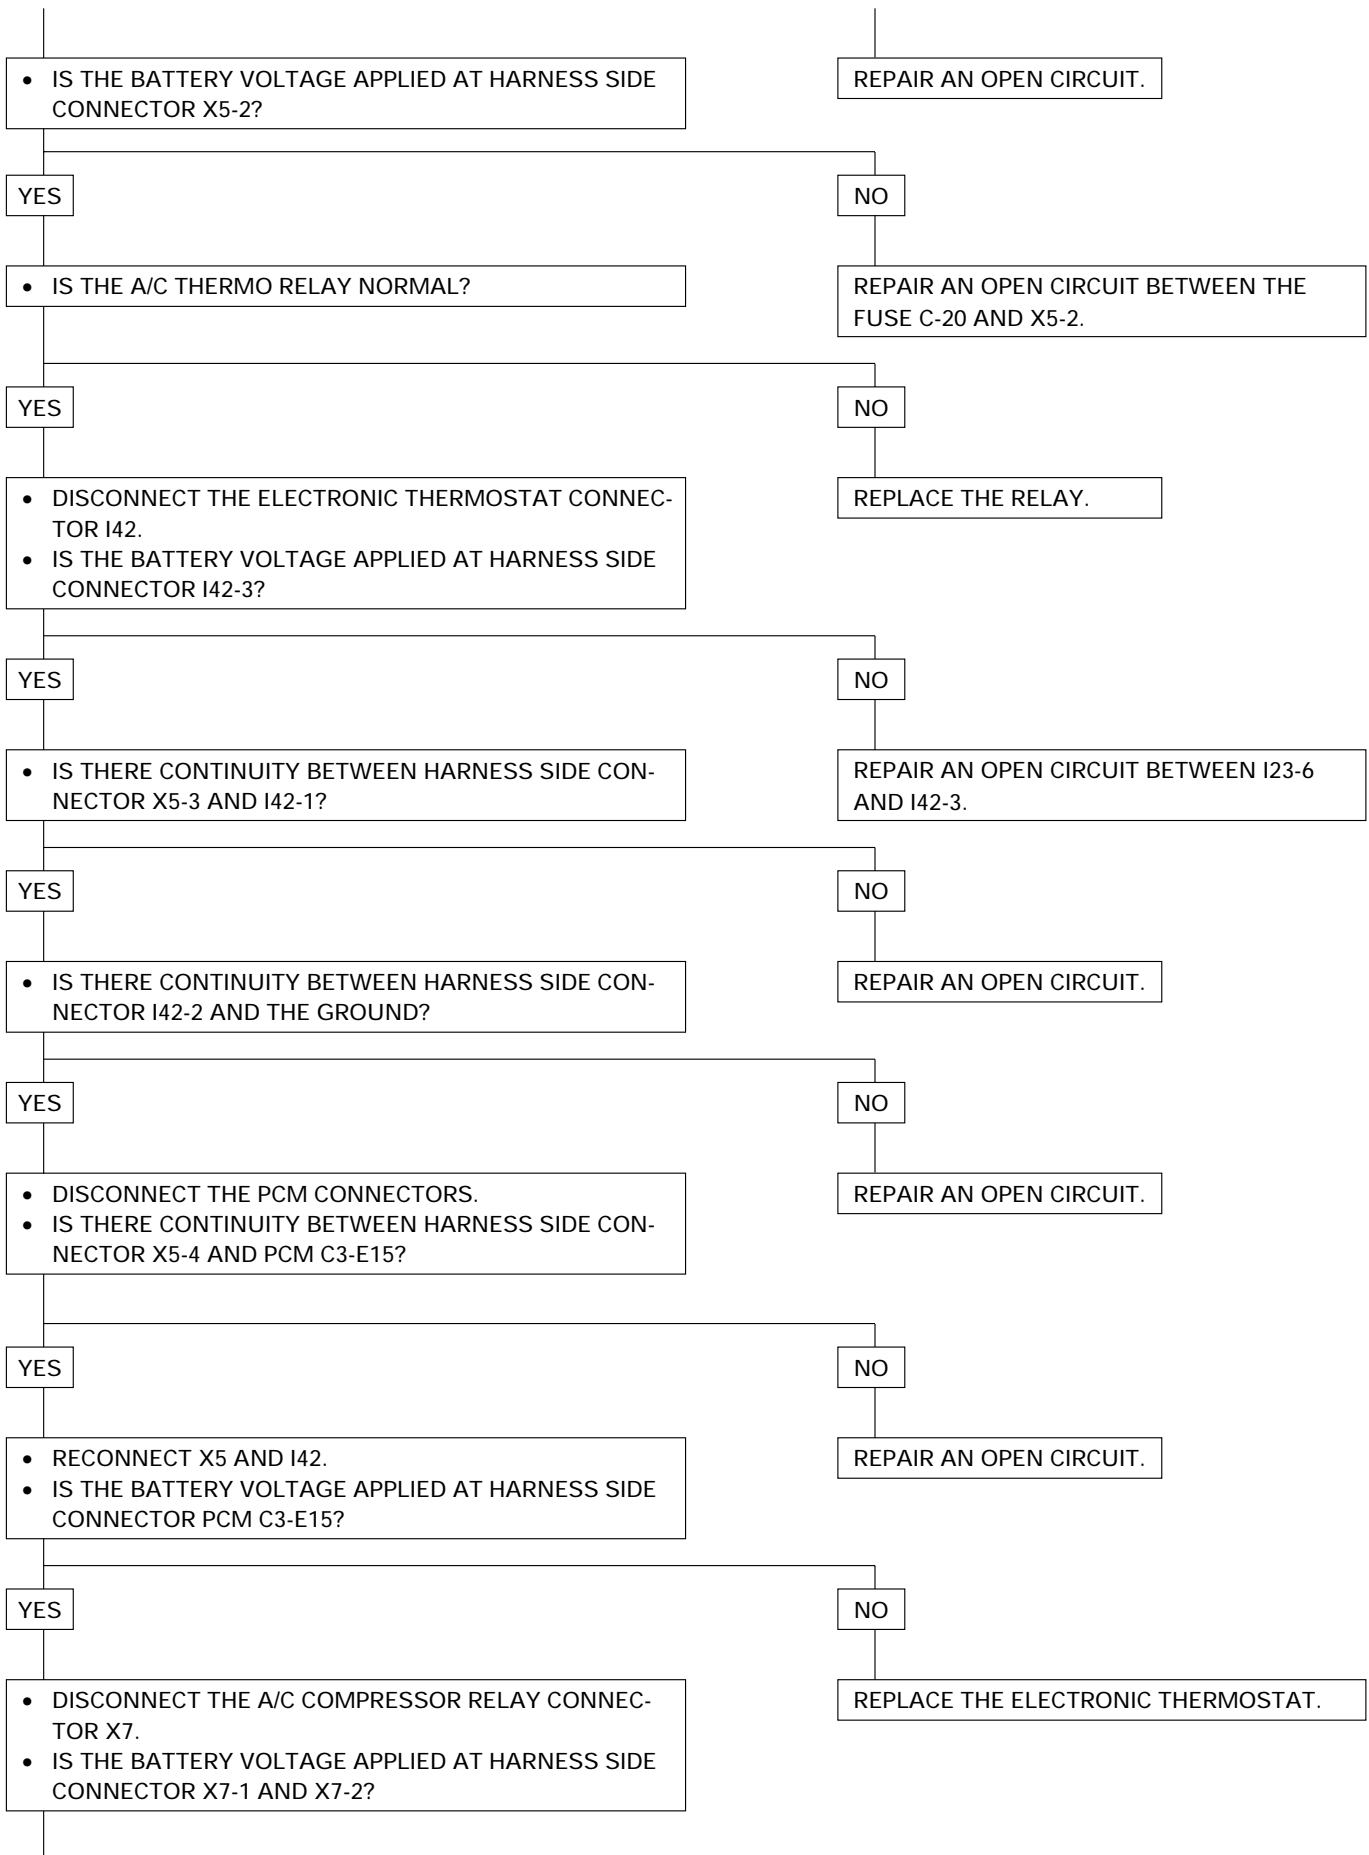 • IS THE BATTERY VOLTAGE APPLIED AT HARNESS SIDE
CONNECTOR X5-2?
REPAIR AN OPEN CIRCUIT.
YES
NO
• IS THE A/C THERMO RELAY NORMAL?
REPAIR AN OPEN CIRCUIT BETWEEN THE
FUSE C-20 AND X5-2.
YES
NO
• DISCONNECT THE ELECTRONIC THERMOSTAT CONNEC-
TOR I42.
• IS THE BATTERY VOLTAGE APPLIED AT HARNESS SIDE
CONNECTOR I42-3?
REPLACE THE RELAY.
YES
NO
• IS THERE CONTINUITY BETWEEN HARNESS SIDE CON-
NECTOR X5-3 AND I42-1?
REPAIR AN OPEN CIRCUIT BETWEEN I23-6
AND I42-3.
YES
NO
• IS THERE CONTINUITY BETWEEN HARNESS SIDE CON-
NECTOR I42-2 AND THE GROUND?
REPAIR AN OPEN CIRCUIT.
YES
NO
• DISCONNECT THE PCM CONNECTORS.
• IS THERE CONTINUITY BETWEEN HARNESS SIDE CON-
NECTOR X5-4 AND PCM C3-E15?
REPAIR AN OPEN CIRCUIT.
YES
NO
• RECONNECT X5 AND I42.
• IS THE BATTERY VOLTAGE APPLIED AT HARNESS SIDE
CONNECTOR PCM C3-E15?
REPAIR AN OPEN CIRCUIT.
YES
NO
• DISCONNECT THE A/C COMPRESSOR RELAY CONNEC-
TOR X7.
• IS THE BATTERY VOLTAGE APPLIED AT HARNESS SIDE
CONNECTOR X7-1 AND X7-2?
REPLACE THE ELECTRONIC THERMOSTAT.